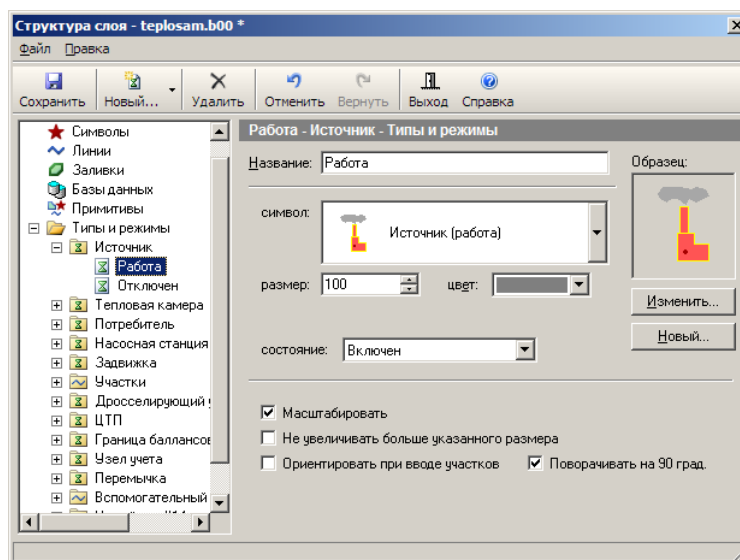 Структура слоя - teplosam.b00 *
Файл Правка
Сохранить Новый... Удалить Отменить Вернуть Выход Справка
Символы
Линии
Заливки
Базы данных
Примитивы
Типы и режимы
Источник
Работа
Отключен
Тепловая камера
Потребитель
Насосная станция
Задвижка
Участки
Дросселирующий
ЦТП
Граница баллансов
Узел учета
Перемычка
Вспомогательный
Работа - Источник - Типы и режимы
Название: Работа
Образец:
символ: Источник (работа)
размер: 100 цвет:
Изменить...
Новый...
состояние: Включен
Масштабировать
Не увеличивать больше указанного размера
Ориентировать при вводе участков Поворачивать на 90 град.